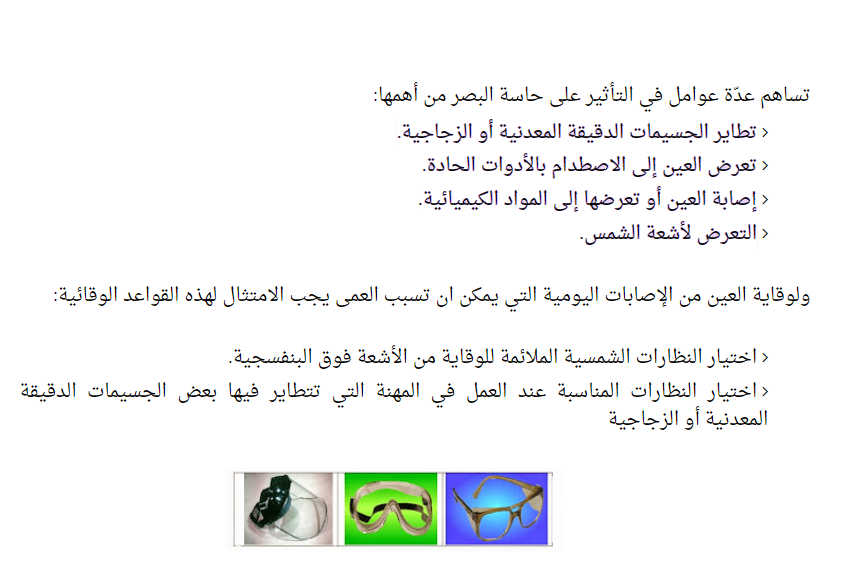 تساهم عدّة عوامل في التأثير على حاسة البصر من أهمها:
› تطاير الجسيمات الدقيقة المعدنية أو الزجاجية.
› تعرض العين إلى الاصطدام بالأدوات الحادة.
› إصابة العين أو تعرضها إلى المواد الكيميائية.
› التعرض لأشعة الشمس.
ولوقاية العين من الإصابات اليومية التي يمكن ان تسبب العمى يجب الامتثال لهذه القواعد الوقائية:
› اختيار النظارات الشمسية الملائمة للوقاية من الأشعة فوق البنفسجية.
› اختيار النظارات المناسبة عند العمل في المهنة التي تتطاير فيها بعض الجسيمات الدقيقة
المعدنية أو الزجاجية